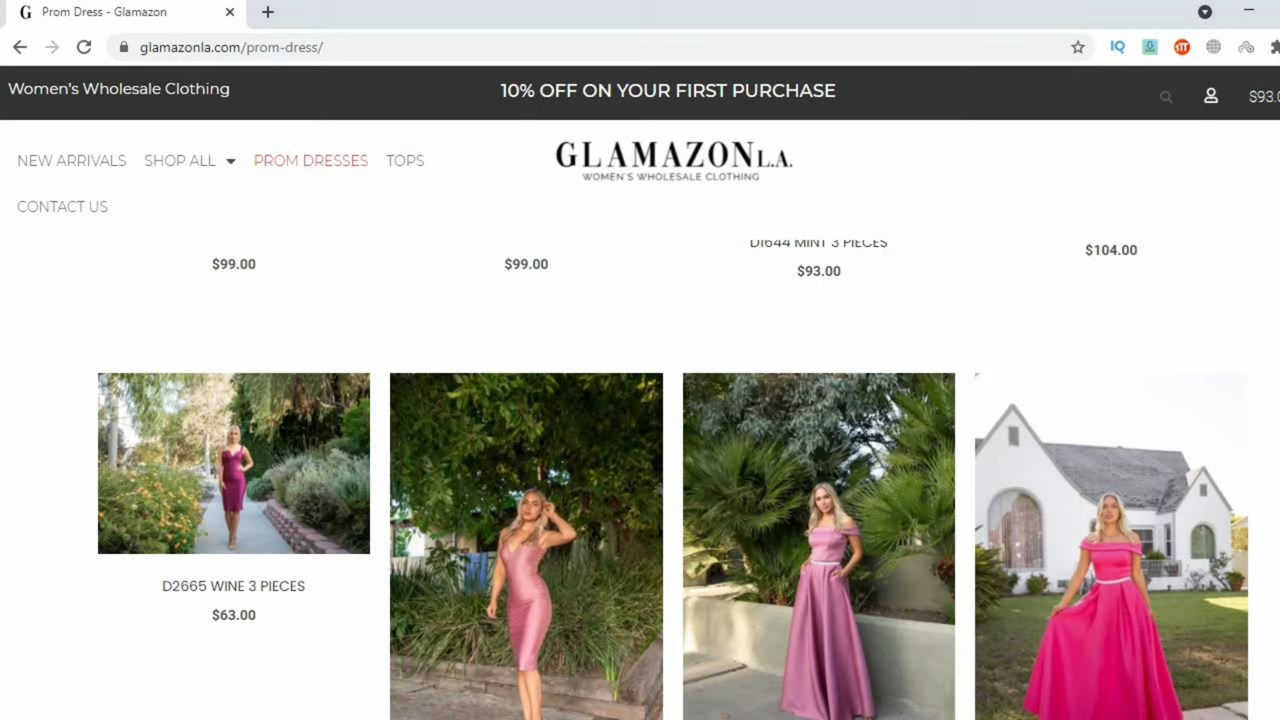 Prom Dress - Glamazon
glamazonla.com/prom-dress/
IQ
Women's Wholesale Clothing
10% OFF ON YOUR FIRST PURCHASE
NEW ARRIVALS
SHOP ALL
PROM DRESSES
TOPS
CONTACT US
GLAMAZON L.A.
WOMEN'S WHOLESALE CLOTHING
D1644 MINT 3 PIECES
$99.00
$99.00
$93.00
$104.00
D2665 WINE 3 PIECES
$63.00